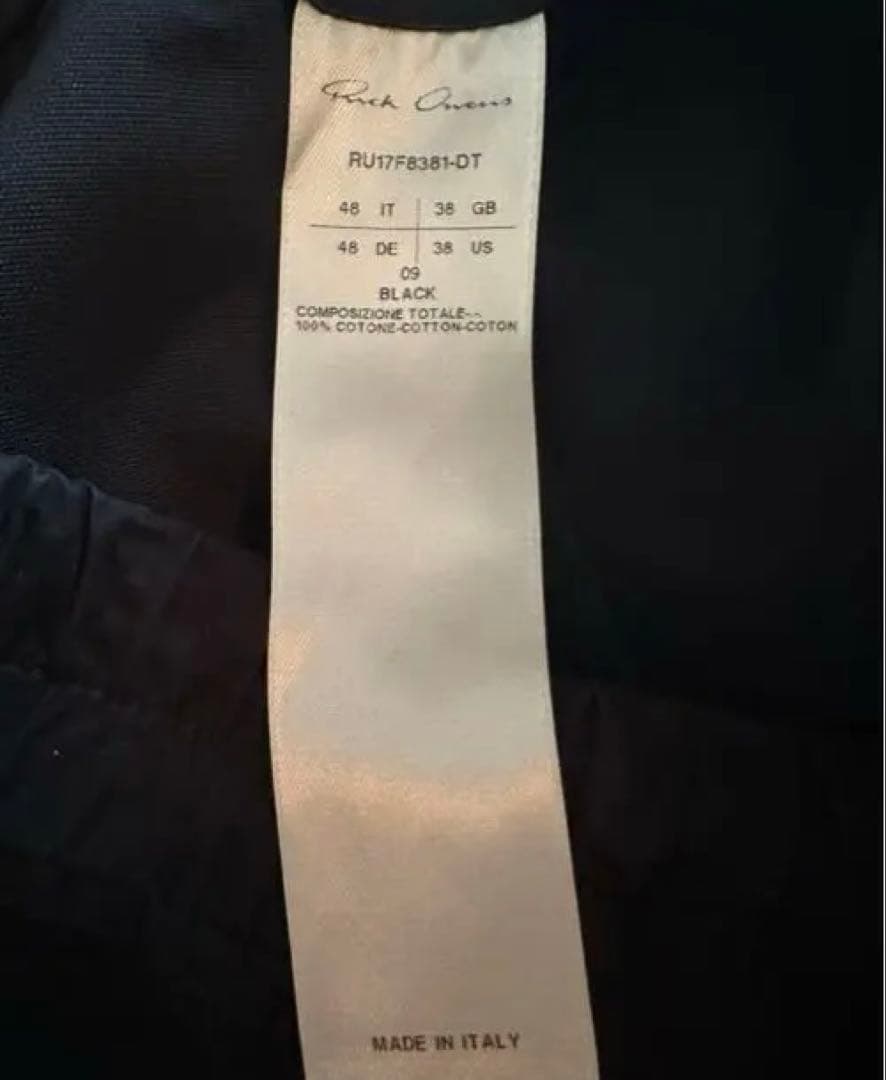 Rick Owens
RU17F8381-DT
48 IT 38 GB
48 DE 38 US
09
BLACK
COMPOSIZIONE TOTALE--
100% COTONE-COTTON-COTON
MADE IN ITALY